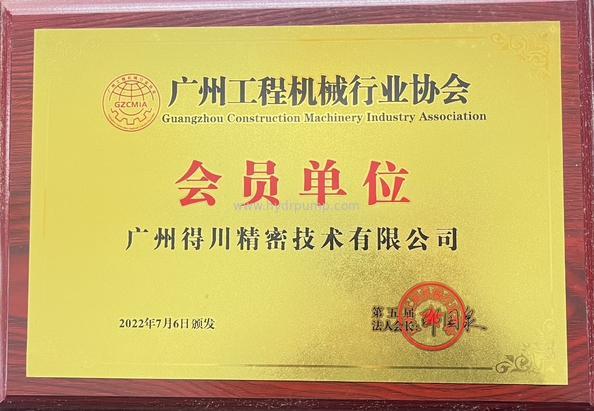 广州工程机械行业协会
GZCMIA
Guangzhou Construction Machinery Industry Association
会员单位
www.hydrpump.com
广州得川精密技术有限公司
第五届
法人会长:
2022年7月6日颁发